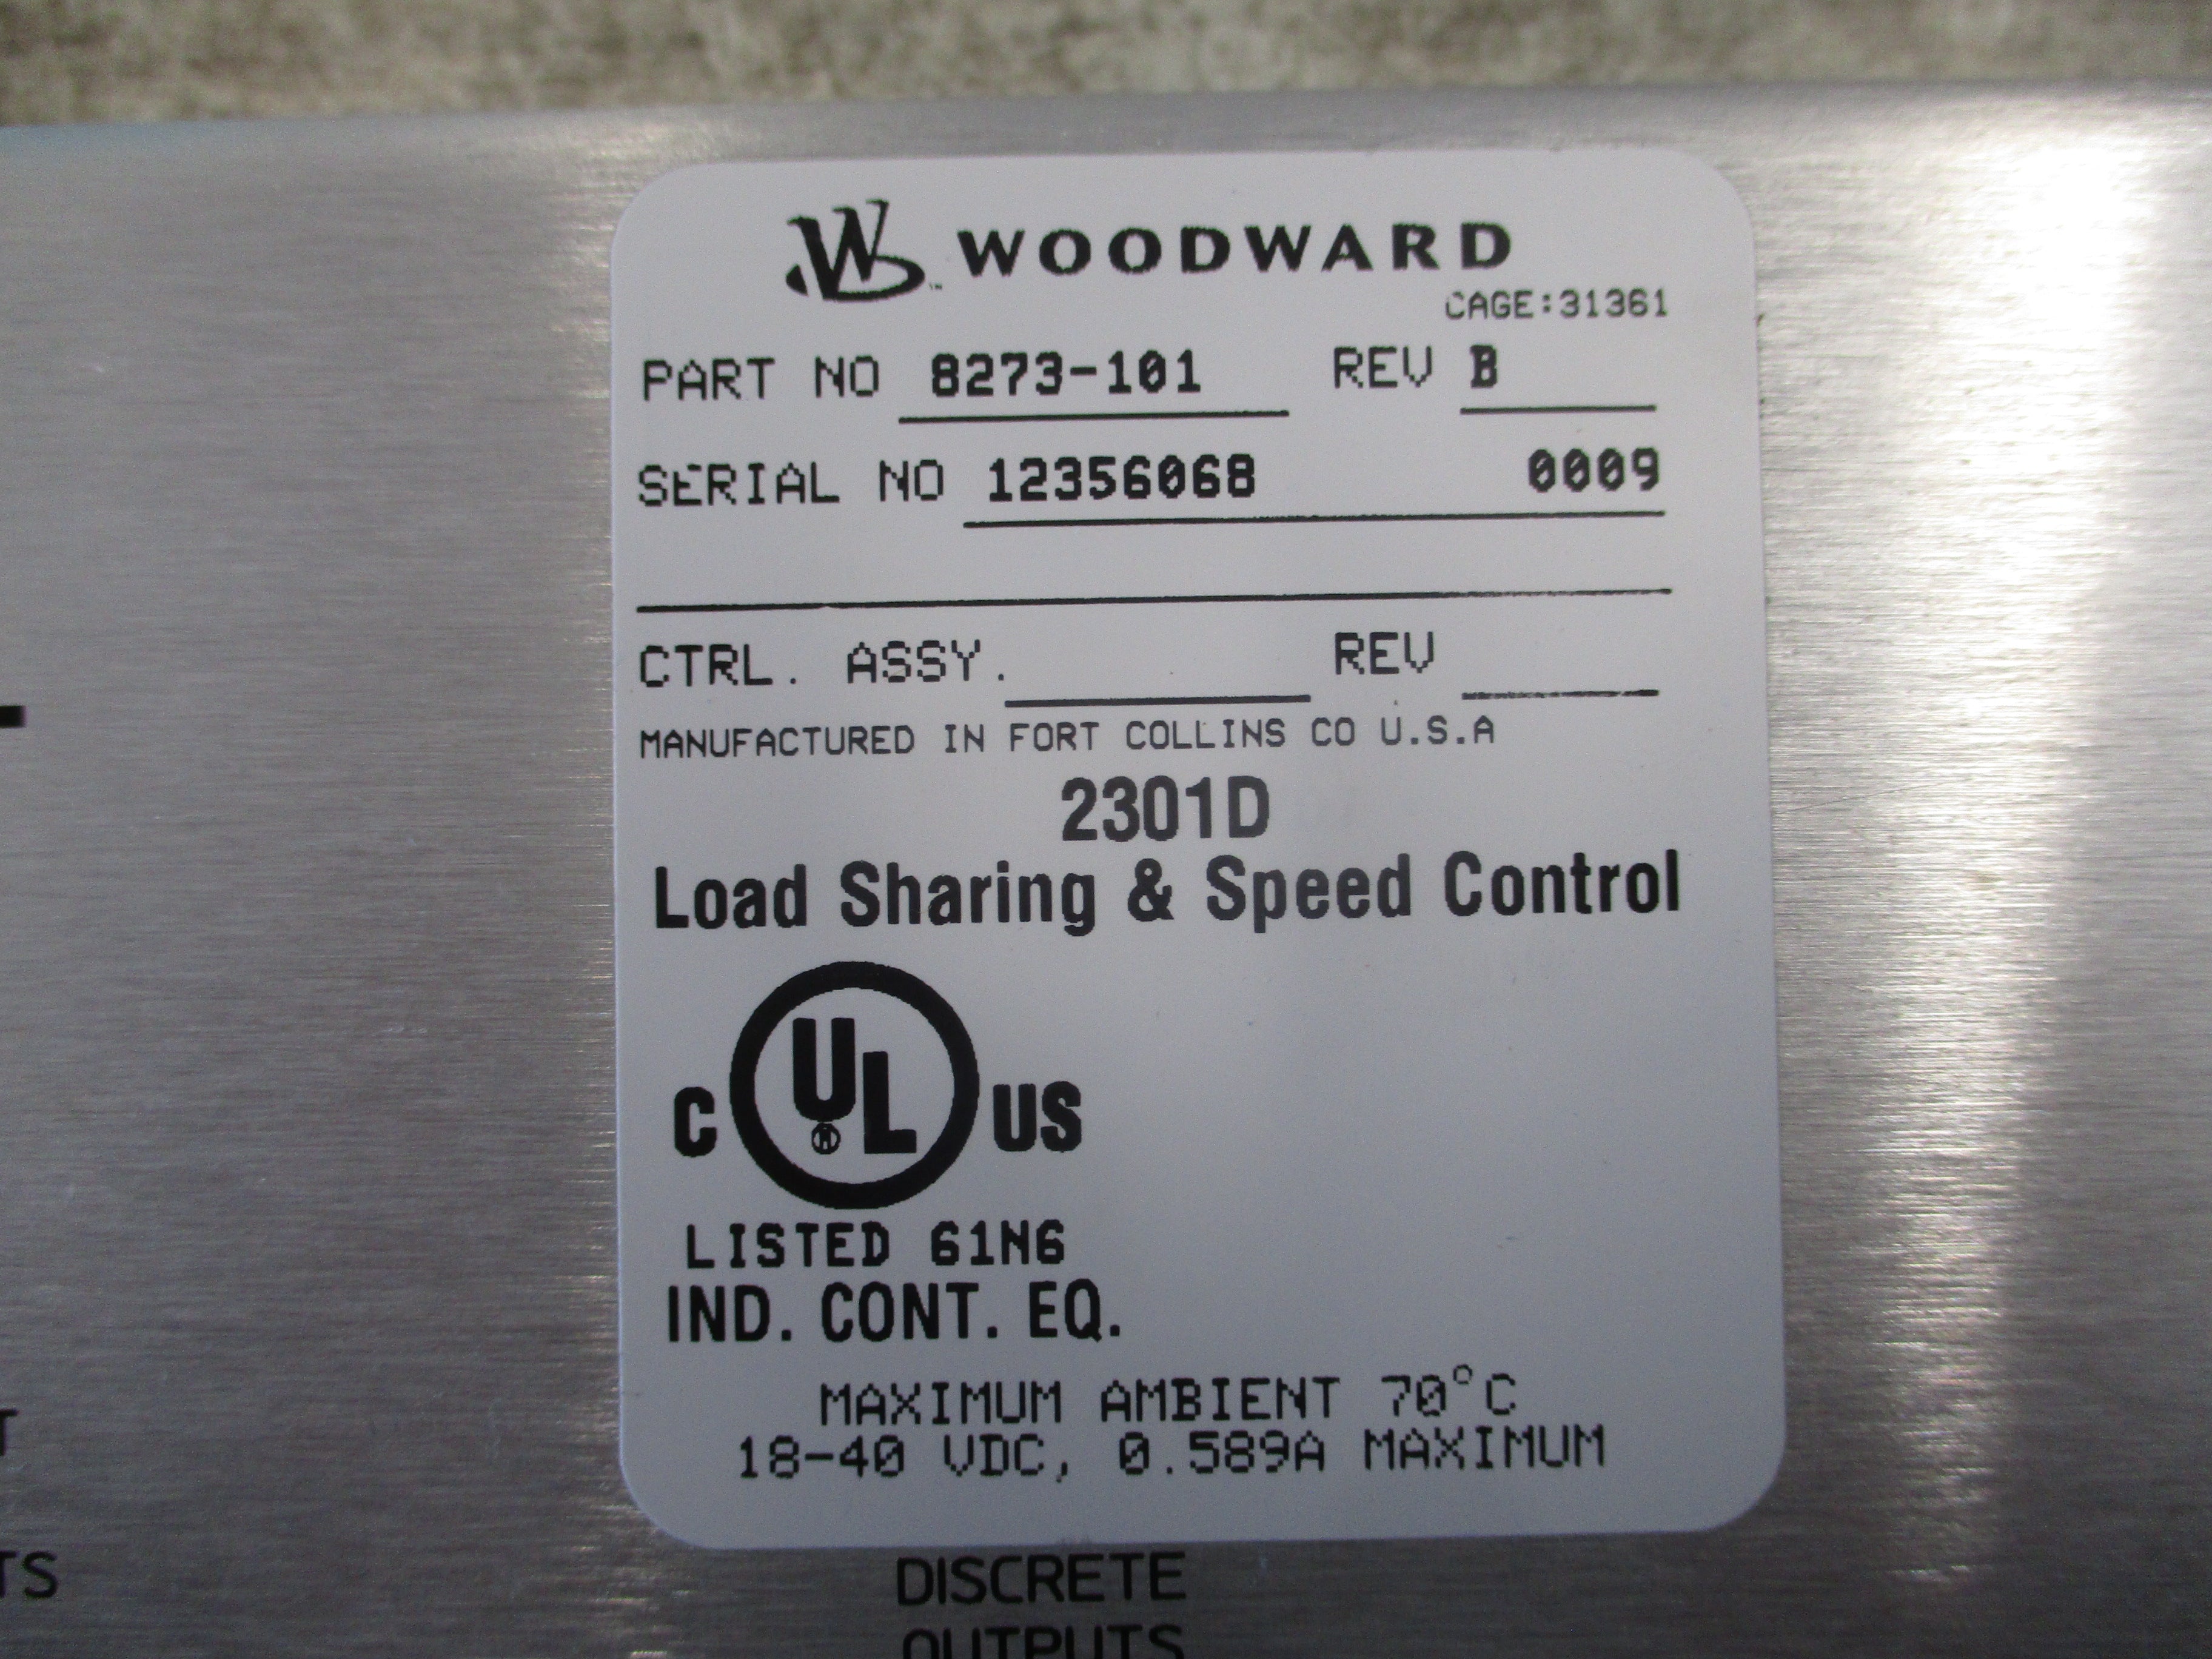 WOODWARD
CAGE:31361
PART NO 8273-101 REV B
SERIAL NO 12356068 0009
CTRL. ASSY. REV
MANUFACTURED IN FORT COLLINS CO U.S.A
2301D
Load Sharing & Speed Control
C UL® US
LISTED 61N6
IND. CONT. EQ.
MAXIMUM AMBIENT 70°C
18-40 VDC, 0.589A MAXIMUM
DISCRETE
OUTPUTS